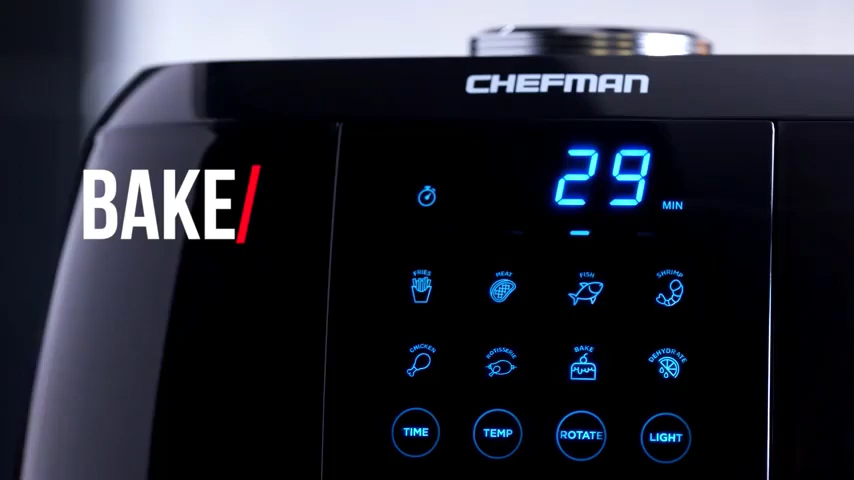 CHEFMAN
BAKE/
29
MIN
FRIES MEAT FISH SHRIMP
CHICKEN ROTISSERIE BAKE DEHYDRATE
TIME TEMP ROTATE LIGHT